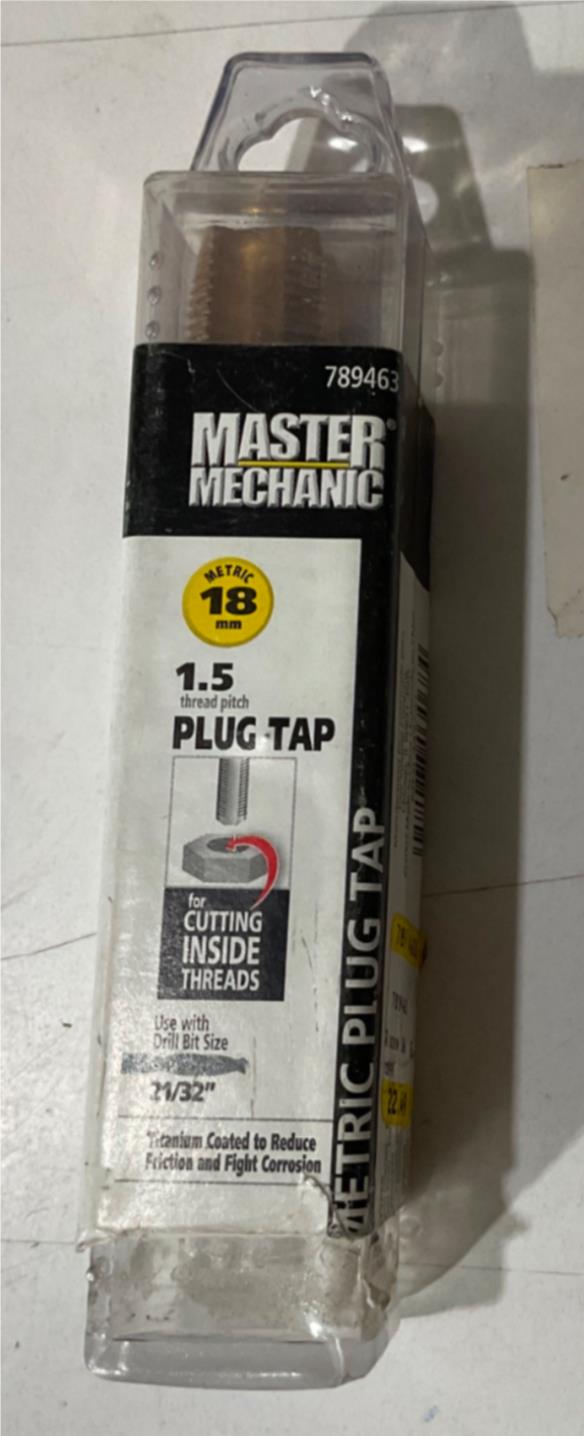 789463
MASTER®
MECHANIC
METRIC
18
mm
1.5
thread pitch
PLUG TAP
for
CUTTING
INSIDE
THREADS
Use with
Drill Bit Size
21/32"
Titanium Coated to Reduce
Friction and Fight Corrosion
METRIC PLUG TAP